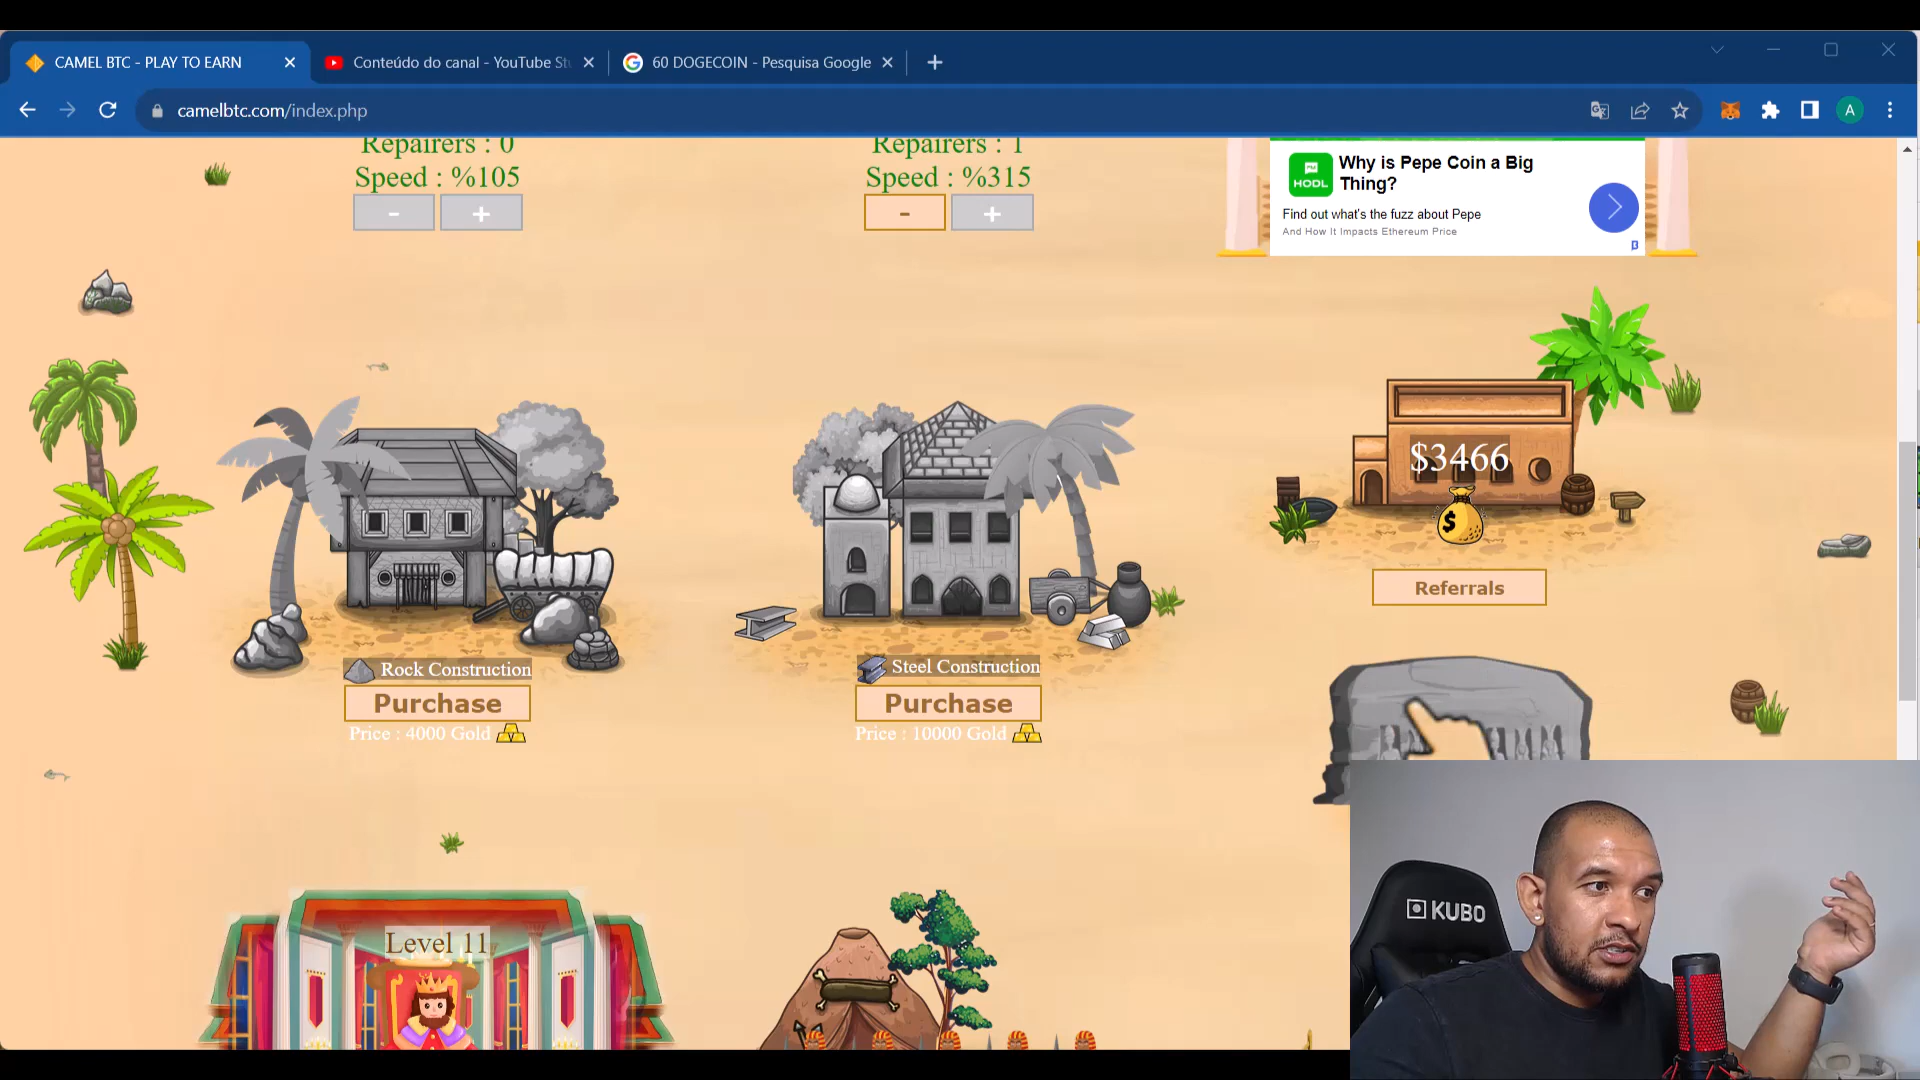 CAMEL BTC - PLAY TO EARN
Conteúdo do canal - YouTube Stu
60 DOGECOIN - Pesquisa Google
A
camelbtc.com/index.php
Repairers : 0
Speed : %105
- +
Repairers : 1
Speed : %315
- +
HODL
Why is Pepe Coin a Big
Thing?
Find out what's the fuzz about Pepe
And How It Impacts Ethereum Price
$3466
$
Referrals
Rock Construction
Purchase
Price : 4000 Gold
Steel Construction
Purchase
Price : 10000 Gold
Level 11
KUBO